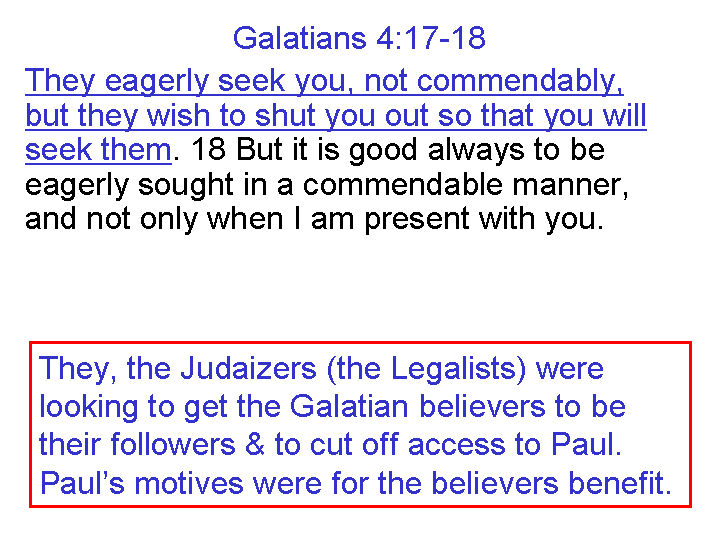 Galatians 4:17-18
They eagerly seek you, not commendably,
but they wish to shut you out so that you will
seek them. 18 But it is good always to be
eagerly sought in a commendable manner,
and not only when I am present with you.
They, the Judaizers (the Legalists) were
looking to get the Galatian believers to be
their followers & to cut off access to Paul.
Paul’s motives were for the believers benefit.